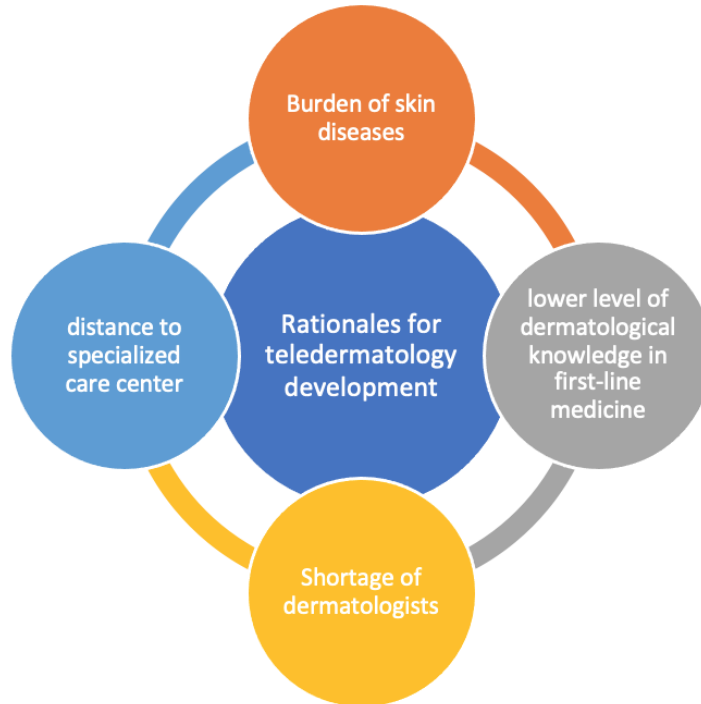 Burden of skin
diseases
distance to
specialized
care center
Rationales for
teledermatology
development
lower level of
dermatological
knowledge in
first-line
medicine
Shortage of
dermatologists